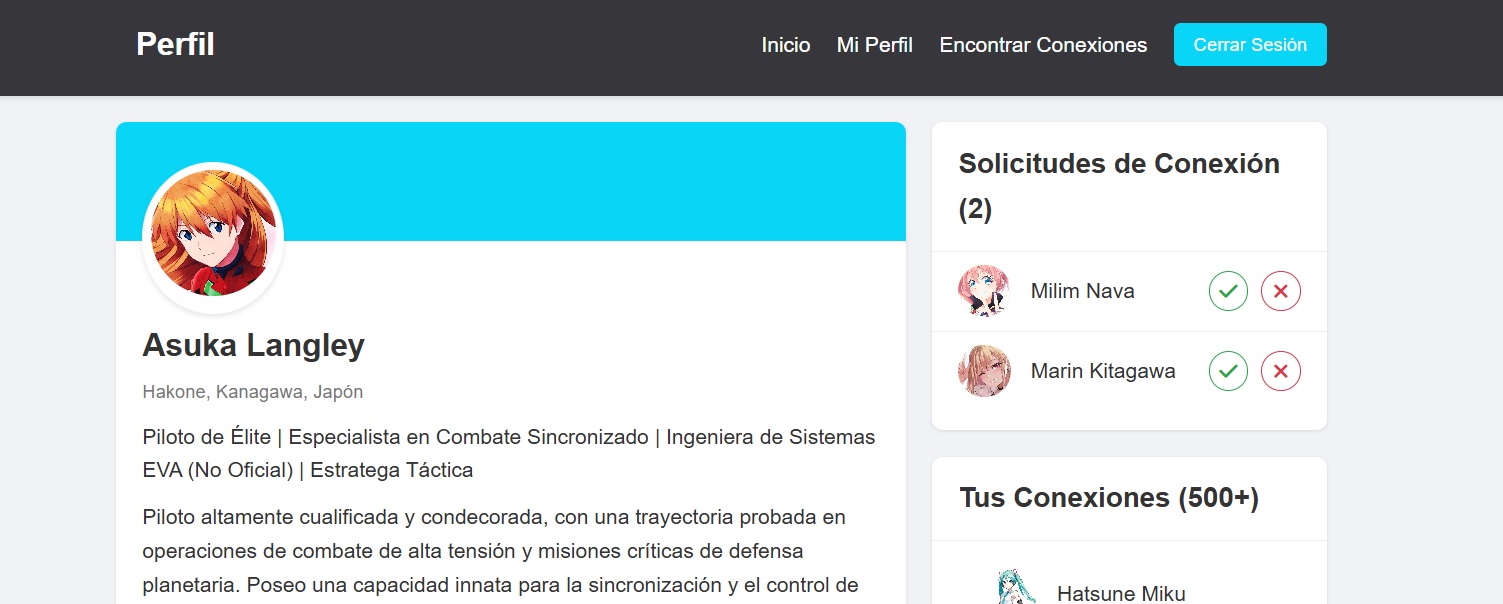 Perfil
Inicio Mi Perfil Encontrar Conexiones Cerrar Sesión
Asuka Langley
Hakone, Kanagawa, Japón
Piloto de Élite | Especialista en Combate Sincronizado | Ingeniera de Sistemas
EVA (No Oficial) | Estratega Táctica
Piloto altamente cualificada y condecorada, con una trayectoria probada en
operaciones de combate de alta tensión y misiones críticas de defensa
planetaria. Poseo una capacidad innata para la sincronización y el control de
Solicitudes de Conexión
(2)
Milim Nava
Marin Kitagawa
Tus Conexiones (500+)
Hatsune Miku